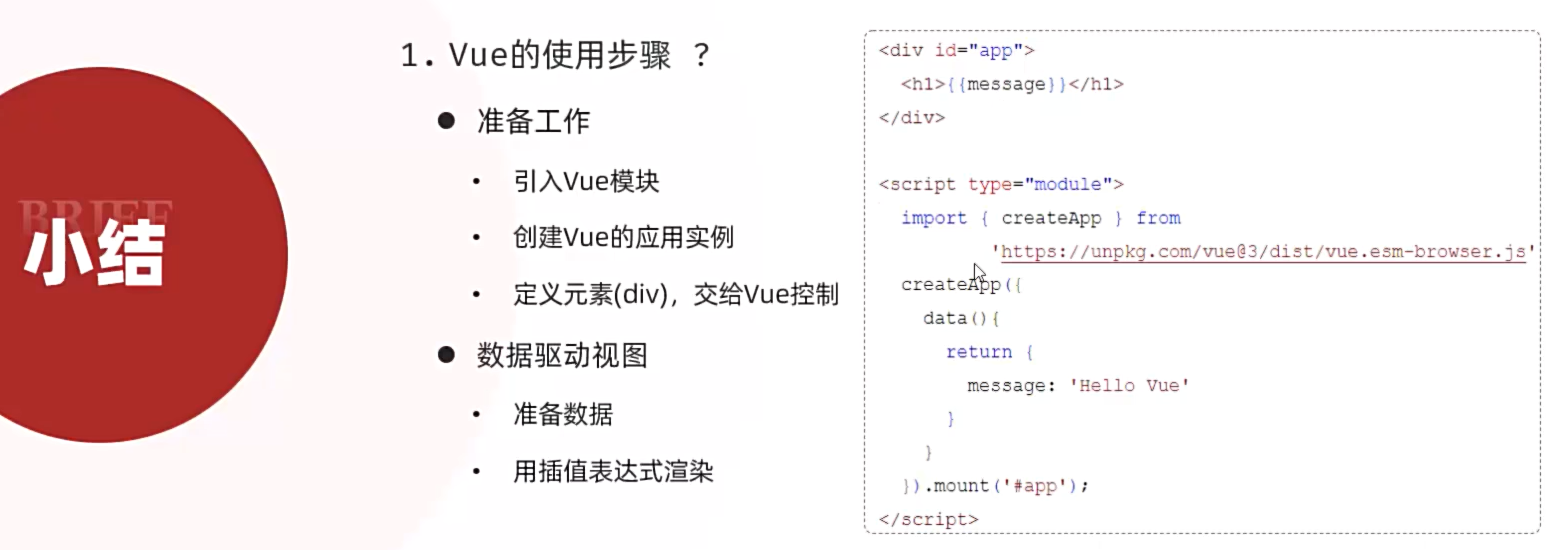 BRIEF
小结
1. Vue的使用步骤 ？
● 准备工作
• 引入Vue模块
• 创建Vue的应用实例
• 定义元素(div)，交给Vue控制
● 数据驱动视图
• 准备数据
• 用插值表达式渲染
<div id="app">
  <h1>{{message}}</h1>
</div>
<script type="module">
  import { createApp } from
          'https://unpkg.com/vue@3/dist/vue.esm-browser.js'
  createApp({
    data(){
      return {
        message: 'Hello Vue'
      }
    }
  }).mount('#app');
</script>